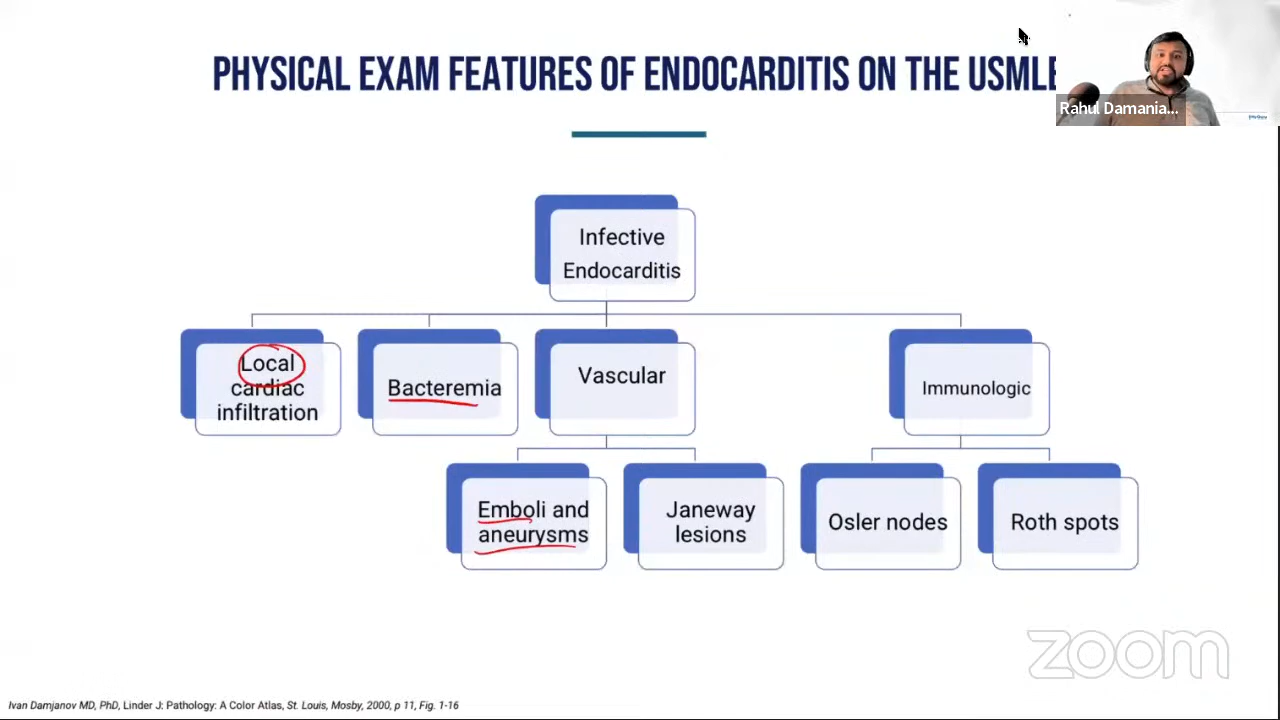 PHYSICAL EXAM FEATURES OF ENDOCARDITIS ON THE USMLE
Rahul Damania...
Infective
Endocarditis
Local
cardiac
infiltration
Bacteremia
Vascular
Immunologic
Emboli and
aneurysms
Janeway
lesions
Osler nodes
Roth spots
zoom
Ivan Damjanov MD, PhD, Linder J: Pathology: A Color Atlas, St. Louis, Mosby, 2000, p 11, Fig. 1-16